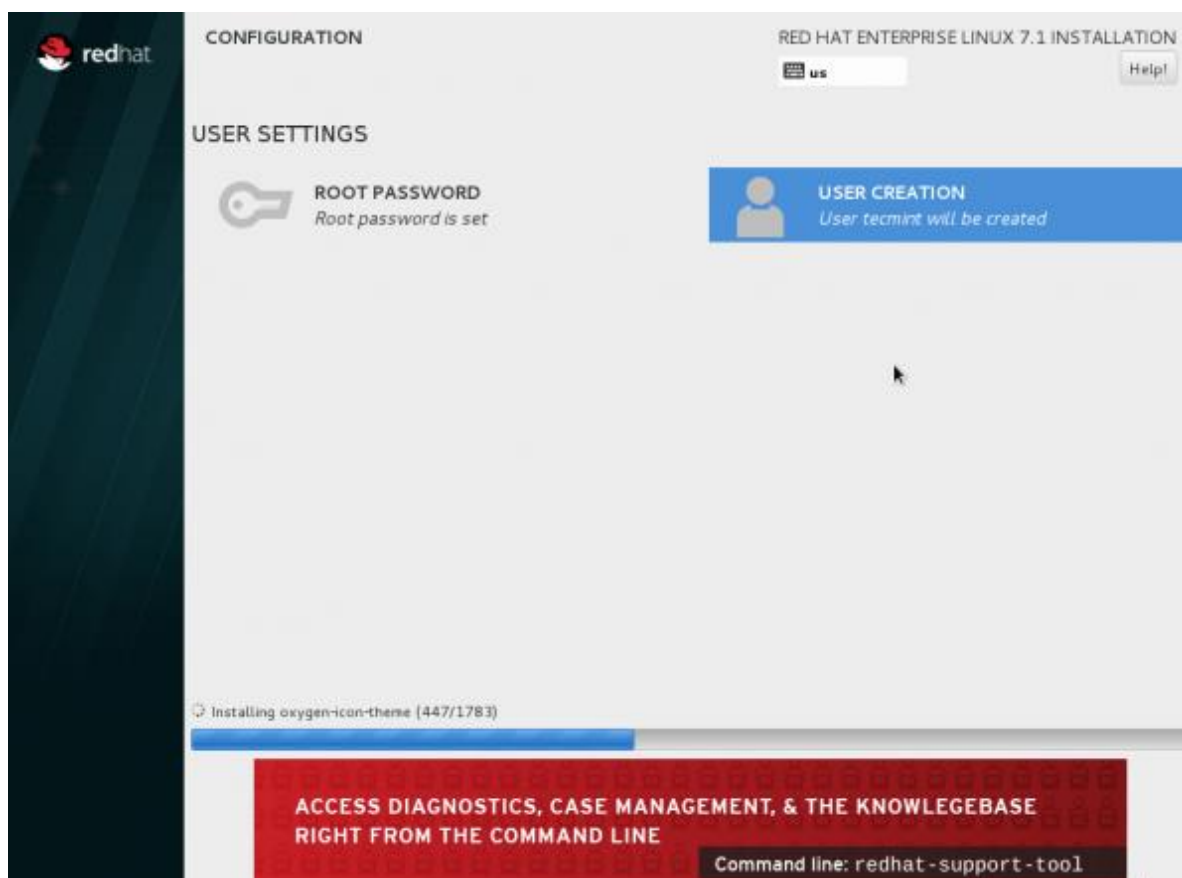 redhat
CONFIGURATION
RED HAT ENTERPRISE LINUX 7.1 INSTALLATION
us
Help!
USER SETTINGS
ROOT PASSWORD
Root password is set
USER CREATION
User tecmint will be created
Installing oxygen-icon-theme (447/1783)
ACCESS DIAGNOSTICS, CASE MANAGEMENT, & THE KNOWLEGEBASE
RIGHT FROM THE COMMAND LINE
Command line: redhat-support-tool